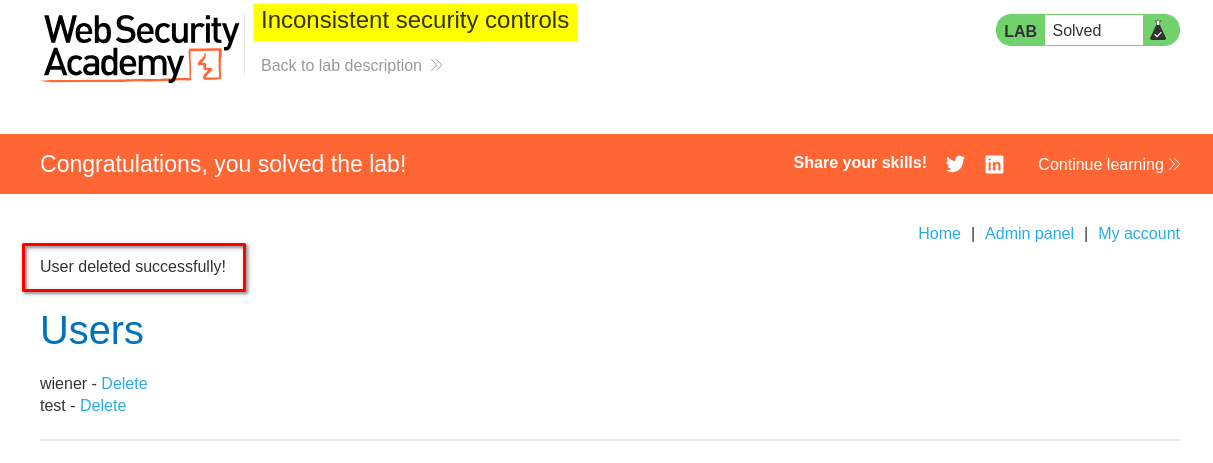 Web Security
Academy
Inconsistent security controls
Back to lab description
LAB Solved
Congratulations, you solved the lab!
Share your skills!
Continue learning
Home | Admin panel | My account
User deleted successfully!
Users
wiener - Delete
test - Delete